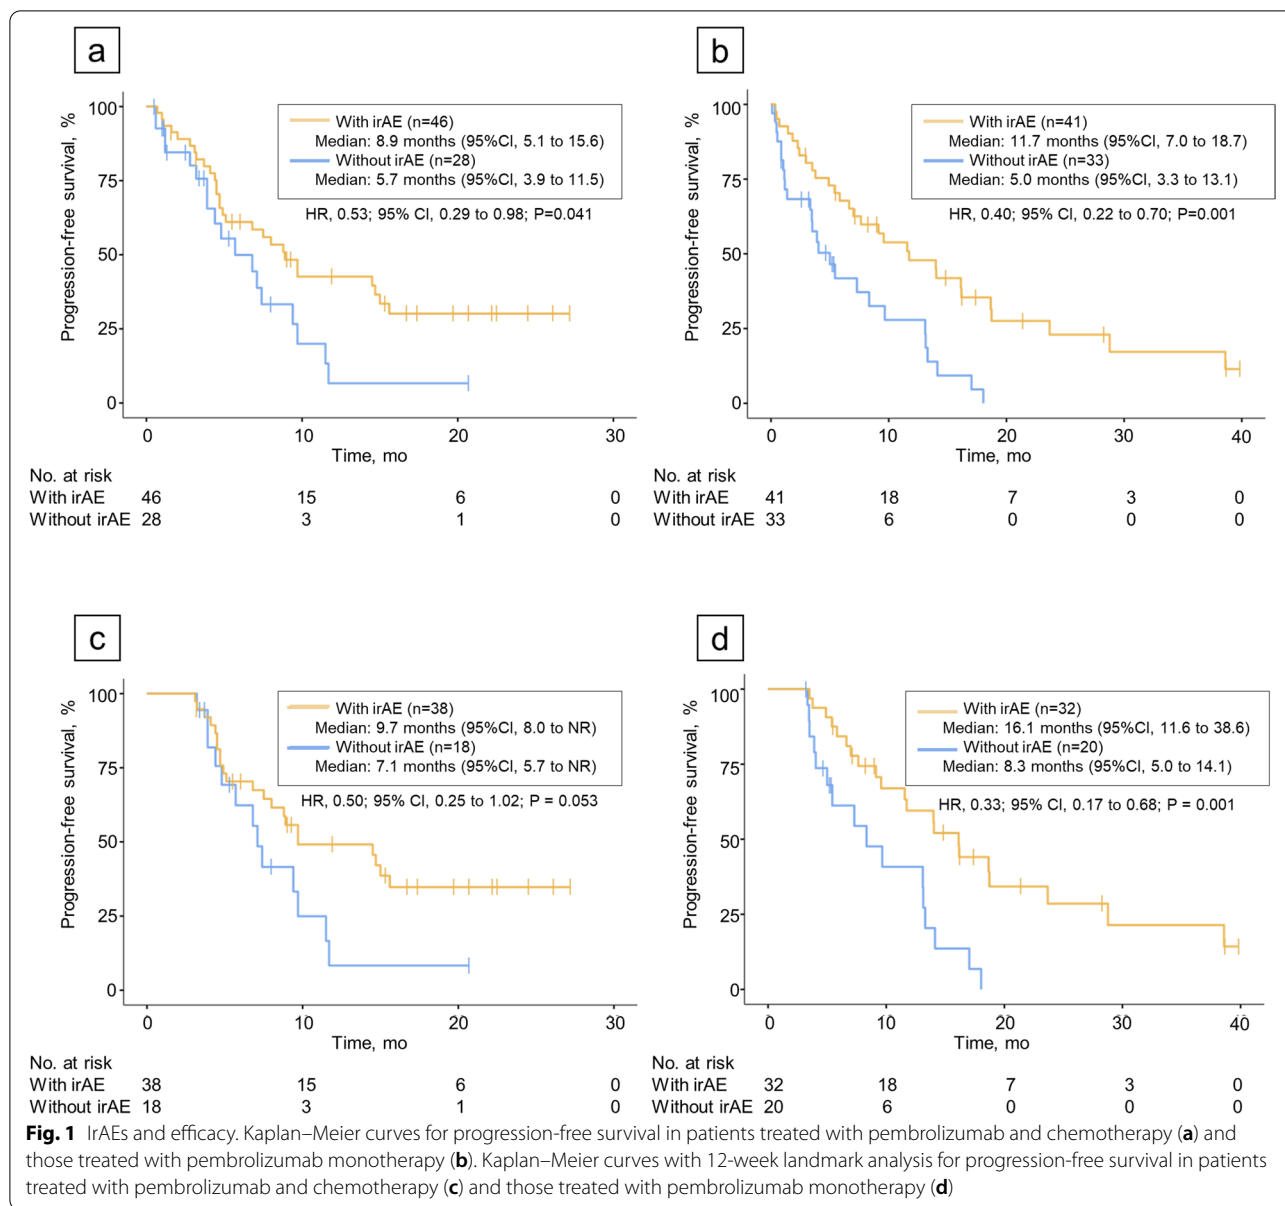 a
Progression-free survival, %
100
75
50
25
0
With irAE (n=46)
Median: 8.9 months (95%CI, 5.1 to 15.6)
Without irAE (n=28)
Median: 5.7 months (95%CI, 3.9 to 11.5)
HR, 0.53; 95% CI, 0.29 to 0.98; P=0.041
0 10 20 30
Time, mo
No. at risk
With irAE 46 15 6 0
Without irAE 28 3 1 0
b
Progression-free survival, %
100
75
50
25
0
With irAE (n=41)
Median: 11.7 months (95%CI, 7.0 to 18.7)
Without irAE (n=33)
Median: 5.0 months (95%CI, 3.3 to 13.1)
HR, 0.40; 95% CI, 0.22 to 0.70; P=0.001
0 10 20 30 40
Time, mo
No. at risk
With irAE 41 18 7 3 0
Without irAE 33 6 0 0 0
c
Progression-free survival, %
100
75
50
25
0
With irAE (n=38)
Median: 9.7 months (95%CI, 8.0 to NR)
Without irAE (n=18)
Median: 7.1 months (95%CI, 5.7 to NR)
HR, 0.50; 95% CI, 0.25 to 1.02; P = 0.053
0 10 20 30
Time, mo
No. at risk
With irAE 38 15 6 0
Without irAE 18 3 1 0
d
Progression-free survival, %
100
75
50
25
0
With irAE (n=32)
Median: 16.1 months (95%CI, 11.6 to 38.6)
Without irAE (n=20)
Median: 8.3 months (95%CI, 5.0 to 14.1)
HR, 0.33; 95% CI, 0.17 to 0.68; P = 0.001
0 10 20 30 40
Time, mo
No. at risk
With irAE 32 18 7 3 0
Without irAE 20 6 0 0 0
Fig. 1 IrAEs and efficacy. Kaplan–Meier curves for progression-free survival in patients treated with pembrolizumab and chemotherapy (a) and
those treated with pembrolizumab monotherapy (b). Kaplan–Meier curves with 12-week landmark analysis for progression-free survival in patients
treated with pembrolizumab and chemotherapy (c) and those treated with pembrolizumab monotherapy (d)